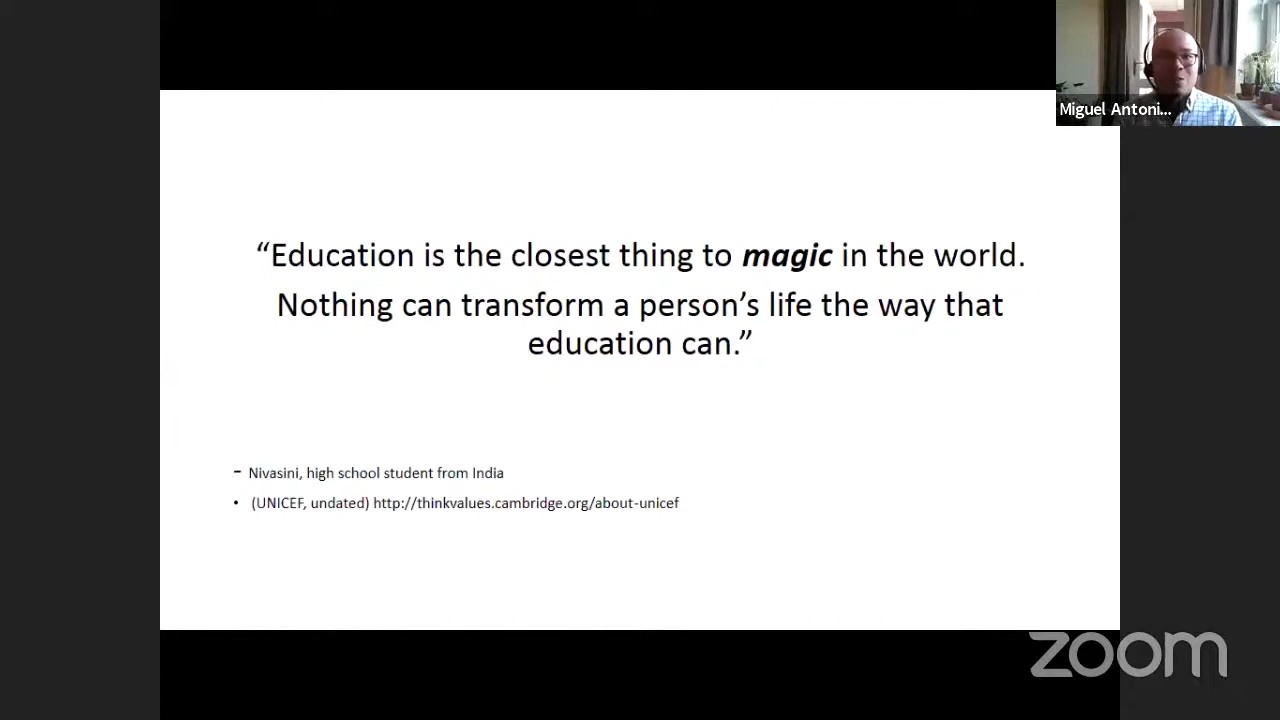 Miguel Antoni...
“Education is the closest thing to magic in the world.
Nothing can transform a person’s life the way that
education can.”
- Nivasini, high school student from India
• (UNICEF, undated) http://thinkvalues.cambridge.org/about-unicef
zoom